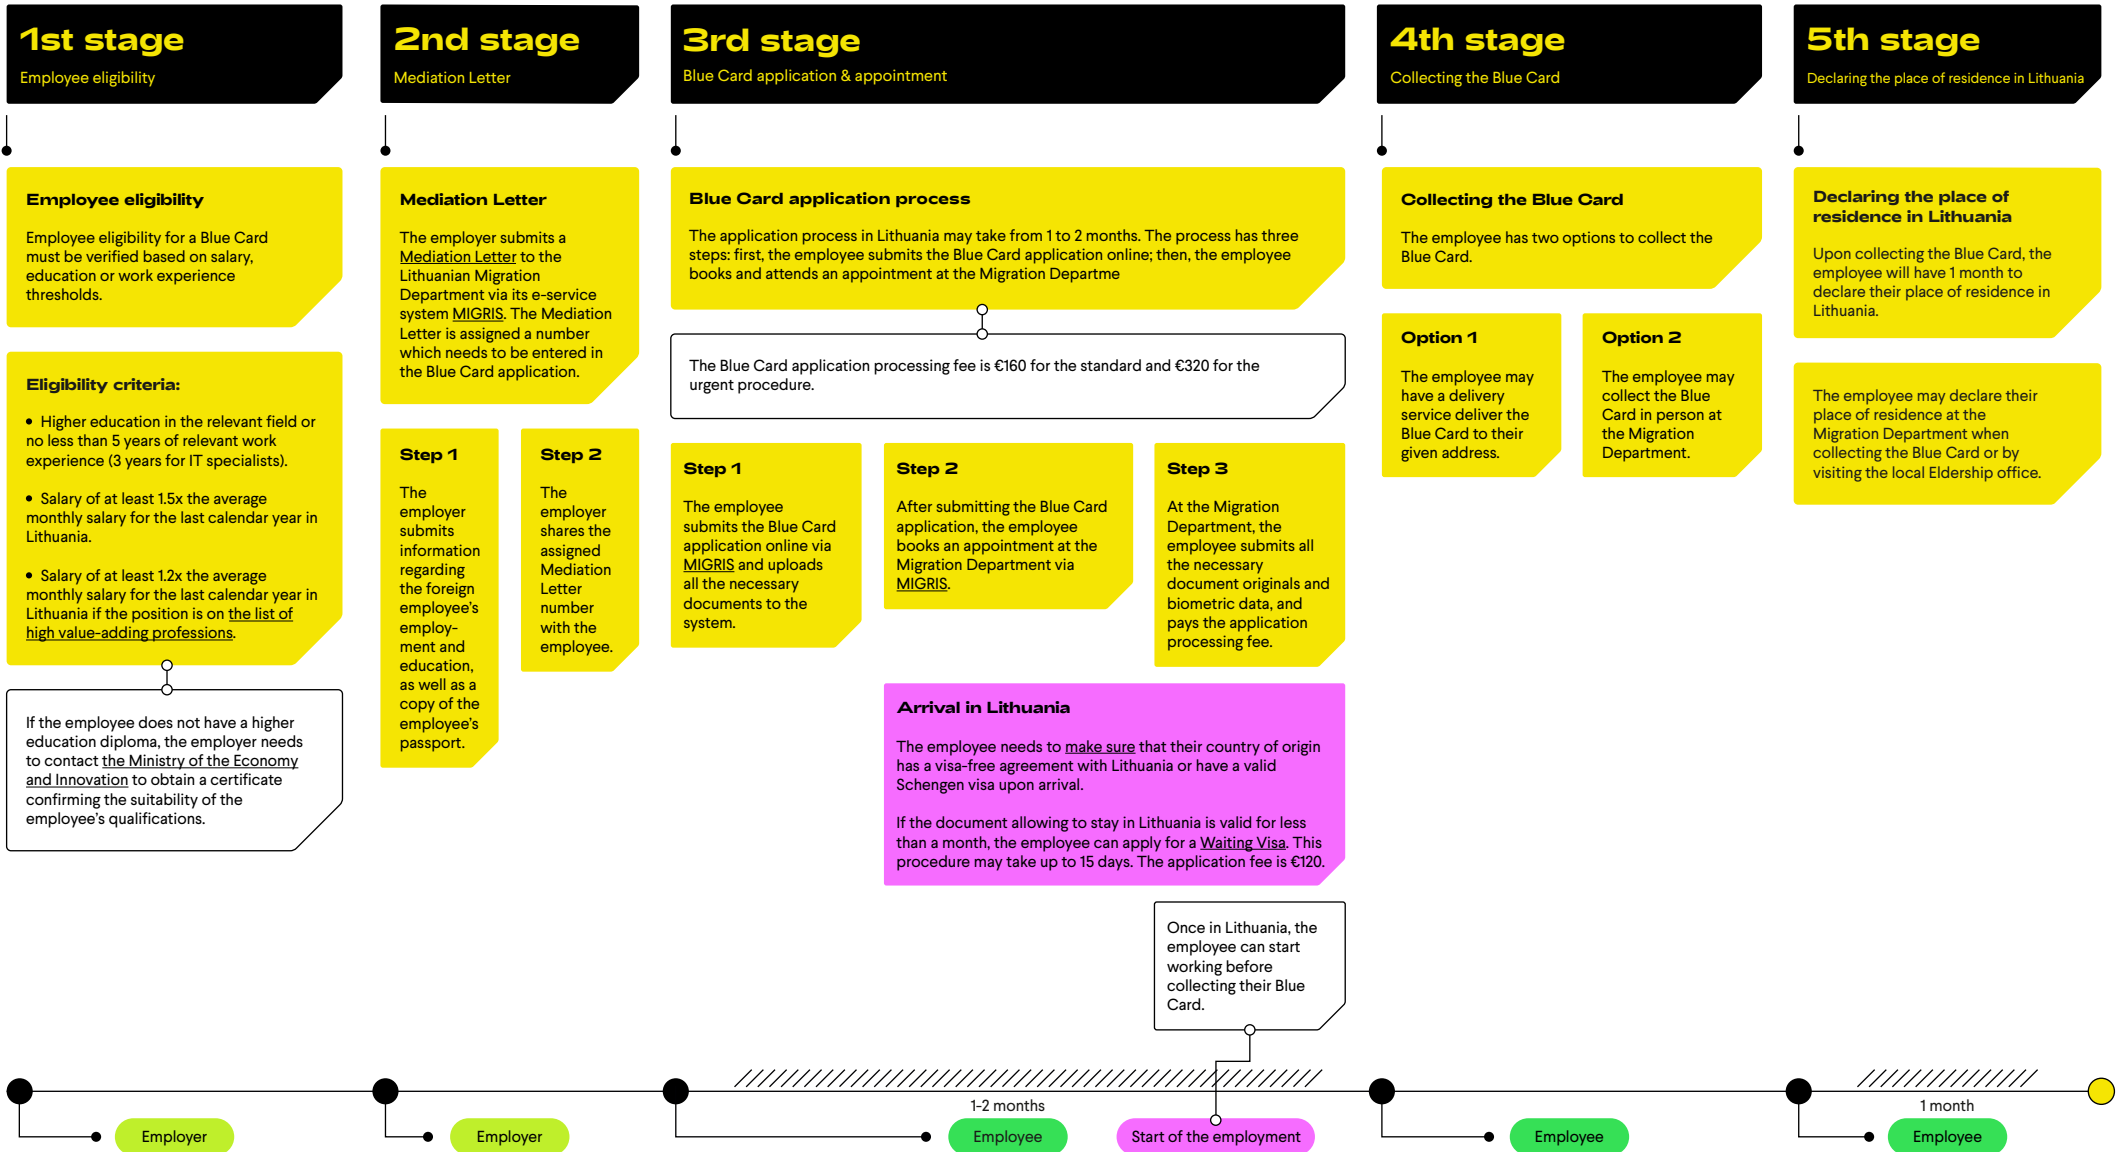 1st stage
Employee eligibility
Employee eligibility
Employee eligibility for a Blue Card
must be verified based on salary,
education or work experience
thresholds.
Eligibility criteria:
• Higher education in the relevant field or
no less than 5 years of relevant work
experience (3 years for IT specialists).
• Salary of at least 1.5x the average
monthly salary for the last calendar year in
Lithuania.
• Salary of at least 1.2x the average
monthly salary for the last calendar year in
Lithuania if the position is on the list of
high value-adding professions.
If the employee does not have a higher
education diploma, the employer needs
to contact the Ministry of the Economy
and Innovation to obtain a certificate
confirming the suitability of the
employee's qualifications.
2nd stage
Mediation Letter
Mediation Letter
The employer submits a
Mediation Letter to the
Lithuanian Migration
Department via its e-service
system MIGRIS. The Mediation
Letter is assigned a number
which needs to be entered in
the Blue Card application.
Step 1
The
employer
submits
information
regarding
the foreign
employee's
employ-
ment and
education,
as well as a
copy of the
employee's
passport.
Step 2
The
employer
shares the
assigned
Mediation
Letter
number
with the
employee.
3rd stage
Blue Card application & appointment
Blue Card application process
The application process in Lithuania may take from 1 to 2 months. The process has three
steps: first, the employee submits the Blue Card application online; then, the employee
books and attends an appointment at the Migration Departme
The Blue Card application processing fee is €160 for the standard and €320 for the
urgent procedure.
Step 1
The employee
submits the Blue Card
application online via
MIGRIS and uploads
all the necessary
documents to the
system.
Step 2
After submitting the Blue Card
application, the employee
books an appointment at the
Migration Department via
MIGRIS.
Step 3
At the Migration
Department, the
employee submits all
the necessary
document originals and
biometric data, and
pays the application
processing fee.
Arrival in Lithuania
The employee needs to make sure that their country of origin
has a visa-free agreement with Lithuania or have a valid
Schengen visa upon arrival.
If the document allowing to stay in Lithuania is valid for less
than a month, the employee can apply for a Waiting Visa. This
procedure may take up to 15 days. The application fee is €120.
Once in Lithuania, the
employee can start
working before
collecting their Blue
Card.
4th stage
Collecting the Blue Card
Collecting the Blue Card
The employee has two options to collect the
Blue Card.
Option 1
The employee may
have a delivery
service deliver the
Blue Card to their
given address.
Option 2
The employee may
collect the Blue
Card in person at
the Migration
Department.
5th stage
Declaring the place of residence in Lithuania
Declaring the place of
residence in Lithuania
Upon collecting the Blue Card, the
employee will have 1 month to
declare their place of residence in
Lithuania.
The employee may declare their
place of residence at the
Migration Department when
collecting the Blue Card or by
visiting the local Eldership office.
1-2 months
1 month
Employer
Employer
Employee
Start of the employment
Employee
Employee